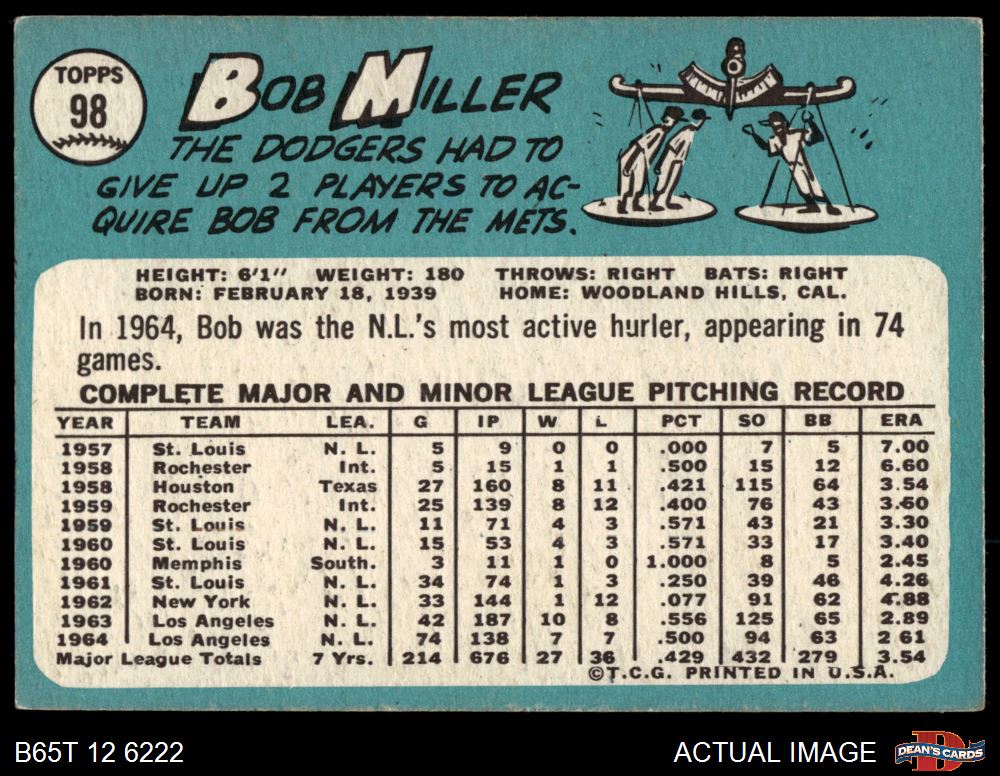 TOPPS
98
BOB MILLER
THE DODGERS HAD TO
GIVE UP 2 PLAYERS TO AC-
QUIRE BOB FROM THE METS.
HEIGHT: 6'1" WEIGHT: 180 THROWS: RIGHT BATS: RIGHT
BORN: FEBRUARY 18, 1939 HOME: WOODLAND HILLS, CAL.
In 1964, Bob was the N.L.'s most active hurler, appearing in 74
games.
COMPLETE MAJOR AND MINOR LEAGUE PITCHING RECORD
YEAR TEAM LEA. G IP W L PCT SO BB ERA
1957 St. Louis N. L. 5 9 0 0 .000 7 5 7.00
1958 Rochester Int. 5 15 1 1 .500 15 12 6.60
1958 Houston Texas 27 160 8 11 .421 115 64 3.54
1959 Rochester Int. 25 139 8 12 .400 76 43 3.60
1959 St. Louis N. L. 11 71 4 3 .571 43 21 3.30
1960 St. Louis N. L. 15 53 4 3 .571 33 17 3.40
1960 Memphis South. 3 11 1 0 1.000 8 5 2.45
1961 St. Louis N. L. 34 74 1 3 .250 39 46 4.26
1962 New York N. L. 33 144 1 12 .077 91 62 4.88
1963 Los Angeles N. L. 42 187 10 8 .556 125 65 2.89
1964 Los Angeles N. L. 74 138 7 7 .500 94 63 2 61
Major League Totals 7 Yrs. 214 676 27 36 .429 432 279 3.54
©T.C.G. PRINTED IN U.S.A.
B65T 12 6222 ACTUAL IMAGE DEAN'S CARDS